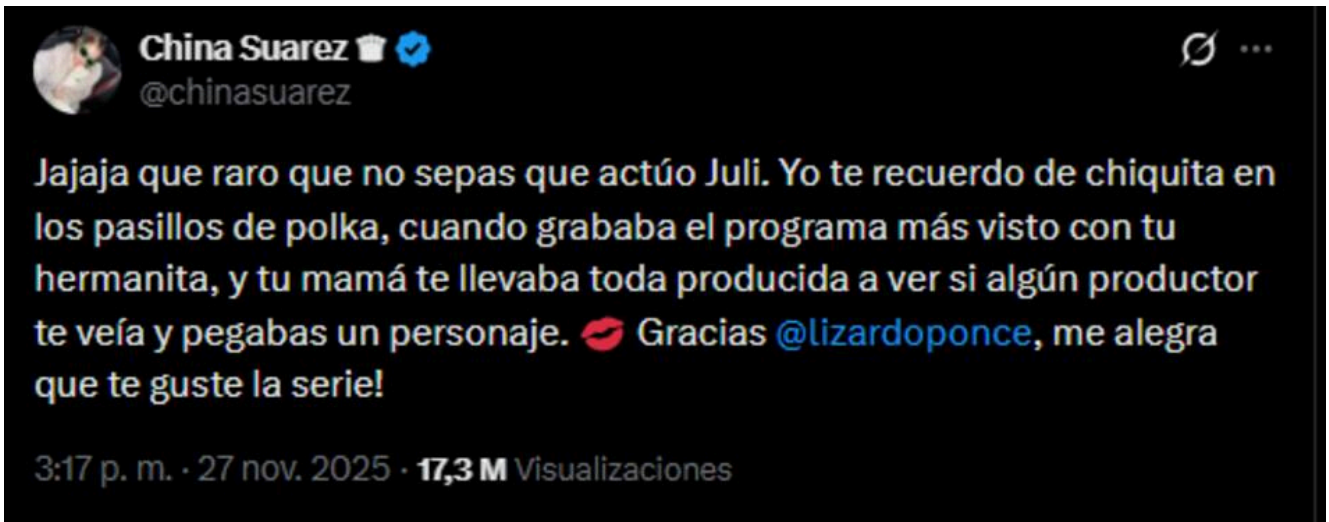 China Suarez ♛
@chinasuarez
Jajaja que raro que no sepas que actúo Juli. Yo te recuerdo de chiquita en
los pasillos de polka, cuando grababa el programa más visto con tu
hermanita, y tu mamá te llevaba toda producida a ver si algún productor
te veía y pegabas un personaje. 💋 Gracias @lizardoponce, me alegra
que te guste la serie!
3:17 p. m. · 27 nov. 2025 · 17,3 M Visualizaciones